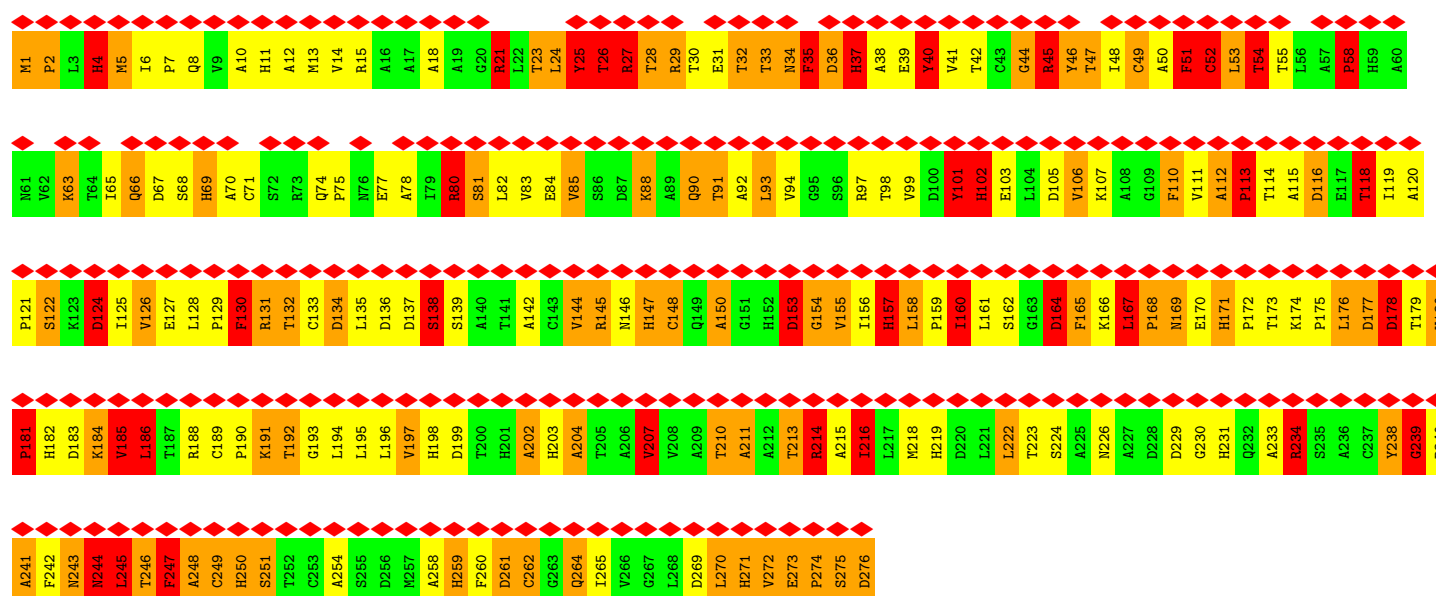 M1 P2 L3 H4 M5 I6 P7 Q8 V9 A10 H11 A12 M13 V14 R15 A16 A17 A18 A19 G20 R21 L22 T23 L24 Y25 T26 R27 T28 R29 T30 E31 T32 T33 N34 F35 D36 H37 A38 E39 Y40 V41 T42 C43 G44 R45 Y46 T47 I48 C49 A50 F51 C52 L53 T54 T55 L56 A57 P58 H59 A60
N61 V62 K63 T64 I65 Q66 D67 S68 H69 A70 C71 S72 R73 Q74 P75 N76 E77 A78 I79 R80 S81 L82 V83 E84 V85 S86 D87 K88 A89 Q90 T91 A92 L93 V94 G95 S96 R97 T98 V99 D100 Y101 H102 E103 L104 D105 V106 K107 A108 G109 F110 V111 A112 P113 T114 A115 D116 E117 T118 I119 A120
P121 S122 K123 D124 I125 V126 E127 L128 P129 F130 R131 T132 C133 D134 L135 D136 D137 S138 S139 A140 T141 A142 C143 V144 R145 N146 H147 C148 Q149 A150 G151 H152 D153 G154 V155 I156 H157 L158 P159 I160 L161 S162 G163 D164 F165 K166 L167 P168 N169 E170 H171 P172 T173 K174 P175 L176 D177 D178 T179
P181 H182 D183 K184 V185 L186 T187 R188 C189 P190 K191 T192 G193 L194 L195 L196 V197 H198 D199 T200 H201 A202 H203 A204 T205 A206 V207 V208 A209 T210 A211 A212 T213 R214 A215 I216 L217 M218 H219 D220 L221 L222 T223 S224 A225 N226 A227 D228 D229 G230 H231 Q232 A233 R234 S235 A236 C237 Y238 G239
A241 F242 N243 N244 L245 T246 F247 A248 C249 H250 S251 T252 C253 A254 S255 D256 M257 A258 H259 F260 D261 C262 G263 Q264 I265 V266 G267 L268 D269 L270 H271 V272 E273 P274 S275 D276